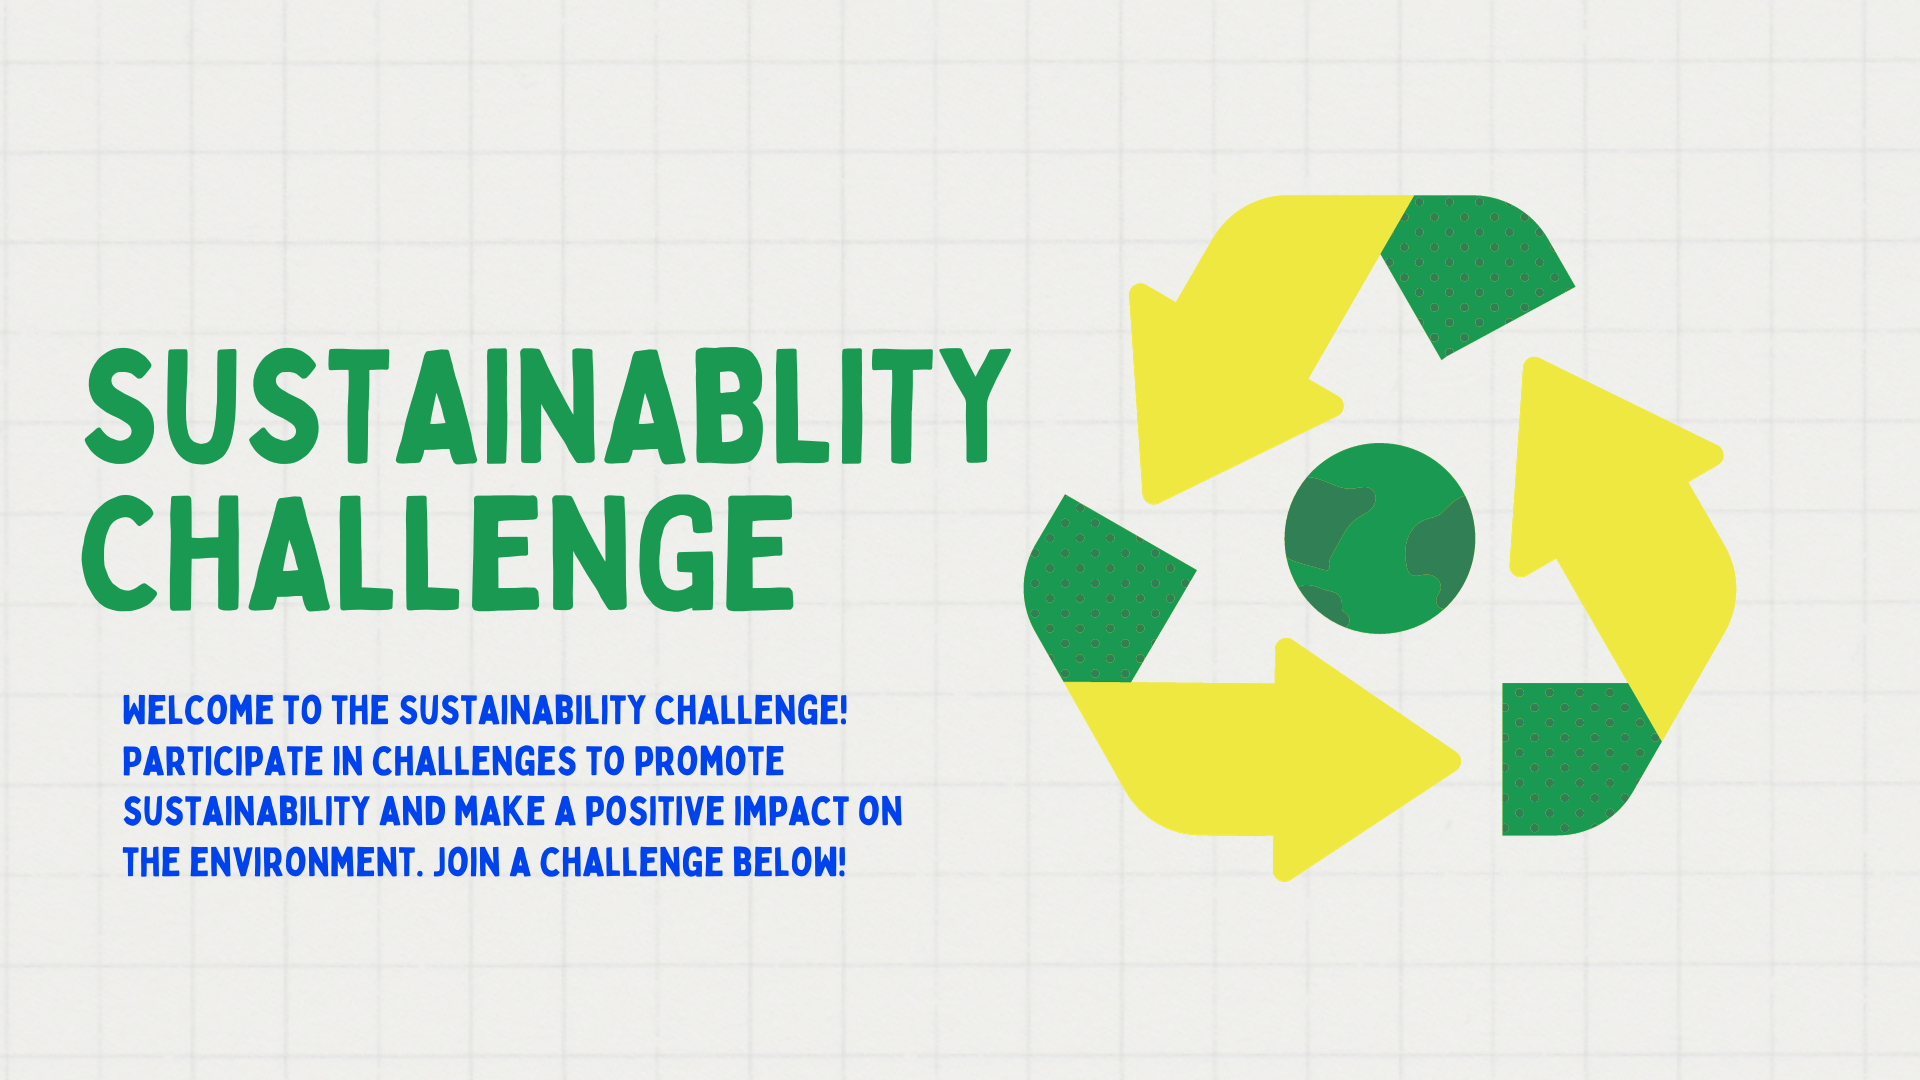 SUSTAINABLITY
CHALLENGE
WELCOME TO THE SUSTAINABILITY CHALLENGE!
PARTICIPATE IN CHALLENGES TO PROMOTE
SUSTAINABILITY AND MAKE A POSITIVE IMPACT ON
THE ENVIRONMENT. JOIN A CHALLENGE BELOW!